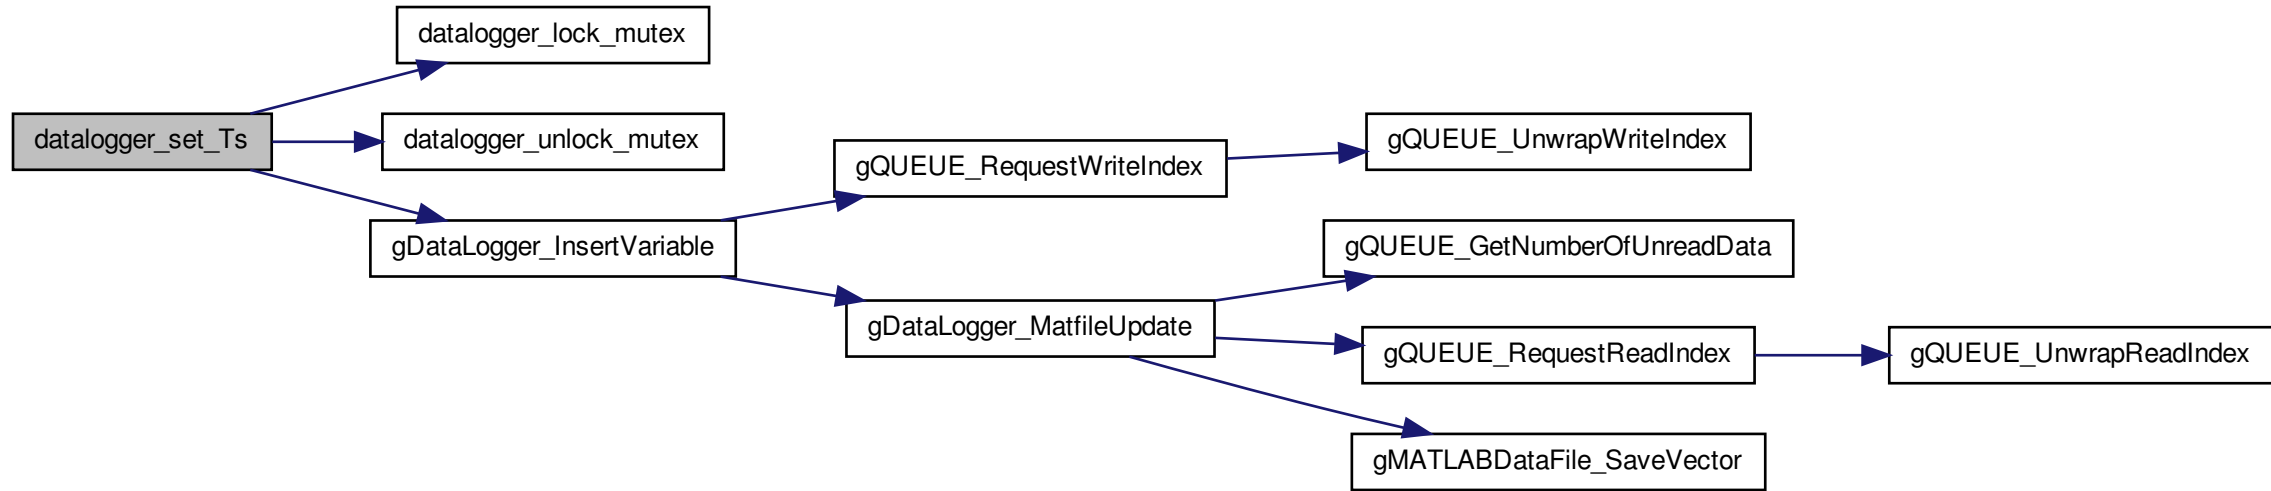 datalogger_lock_mutex
datalogger_set_Ts
datalogger_unlock_mutex
gDataLogger_InsertVariable
gQUEUE_RequestWriteIndex
gQUEUE_UnwrapWriteIndex
gDataLogger_MatfileUpdate
gQUEUE_GetNumberOfUnreadData
gQUEUE_RequestReadIndex
gQUEUE_UnwrapReadIndex
gMATLABDataFile_SaveVector